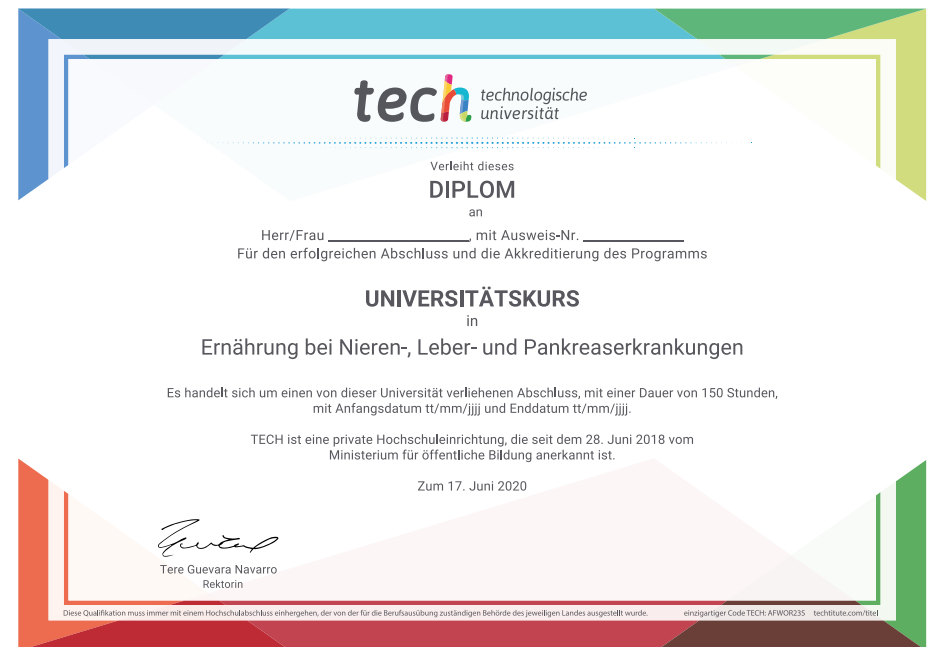 tech technologische
universität
Verleiht dieses
DIPLOM
an
Herr/Frau ____________________, mit Ausweis-Nr. ______________
Für den erfolgreichen Abschluss und die Akkreditierung des Programms
UNIVERSITÄTSKURS
in
Ernährung bei Nieren-, Leber- und Pankreaserkrankungen
Es handelt sich um einen von dieser Universität verliehenen Abschluss, mit einer Dauer von 150 Stunden,
mit Anfangsdatum tt/mm/jjjj und Enddatum tt/mm/jjjj.
TECH ist eine private Hochschuleinrichtung, die seit dem 28. Juni 2018 vom
Ministerium für öffentliche Bildung anerkannt ist.
Zum 17. Juni 2020
Tere Guevara Navarro
Rektorin
Diese Qualifikation muss immer mit einem Hochschulabschluss einhergehen, der von der für die Berufsausübung zuständigen Behörde des jeweiligen Landes ausgestellt wurde. einzigartiger Code TECH: AFWOR23S techtitute.com/titel